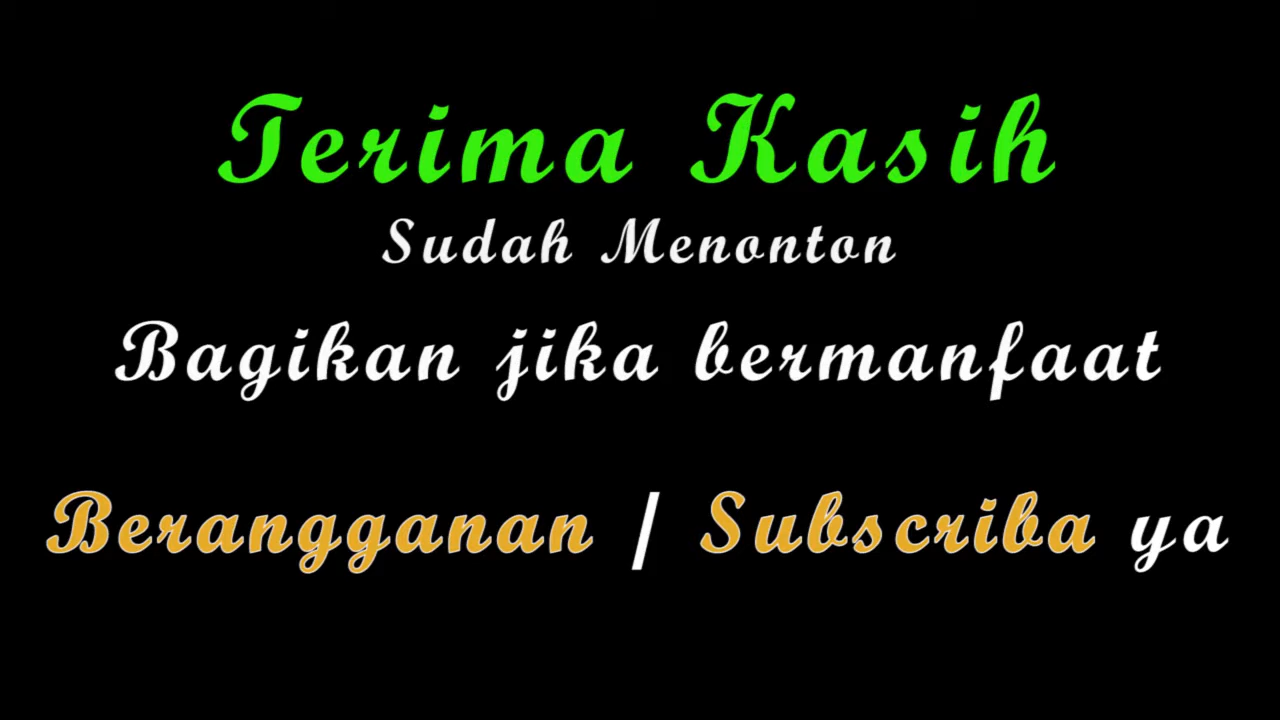 Terima Kasih
Sudah Menonton
Bagikan jika bermanfaat
Berangganan / Subscriba ya